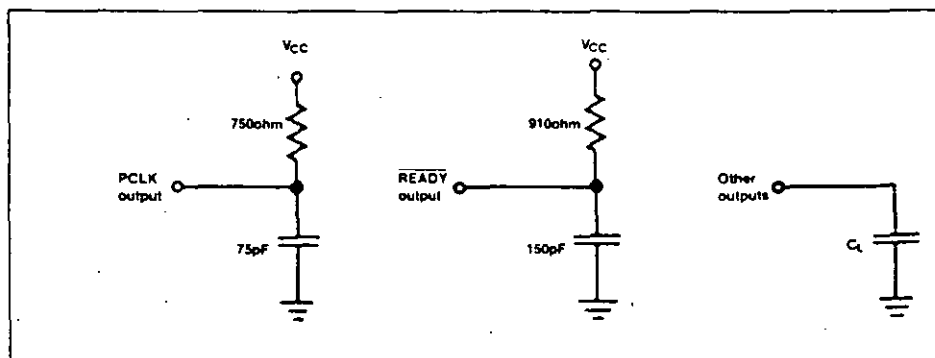 VCC
750ohm
PCLK
output
75pF
VCC
910ohm
READY
output
150pF
Other
outputs
CL